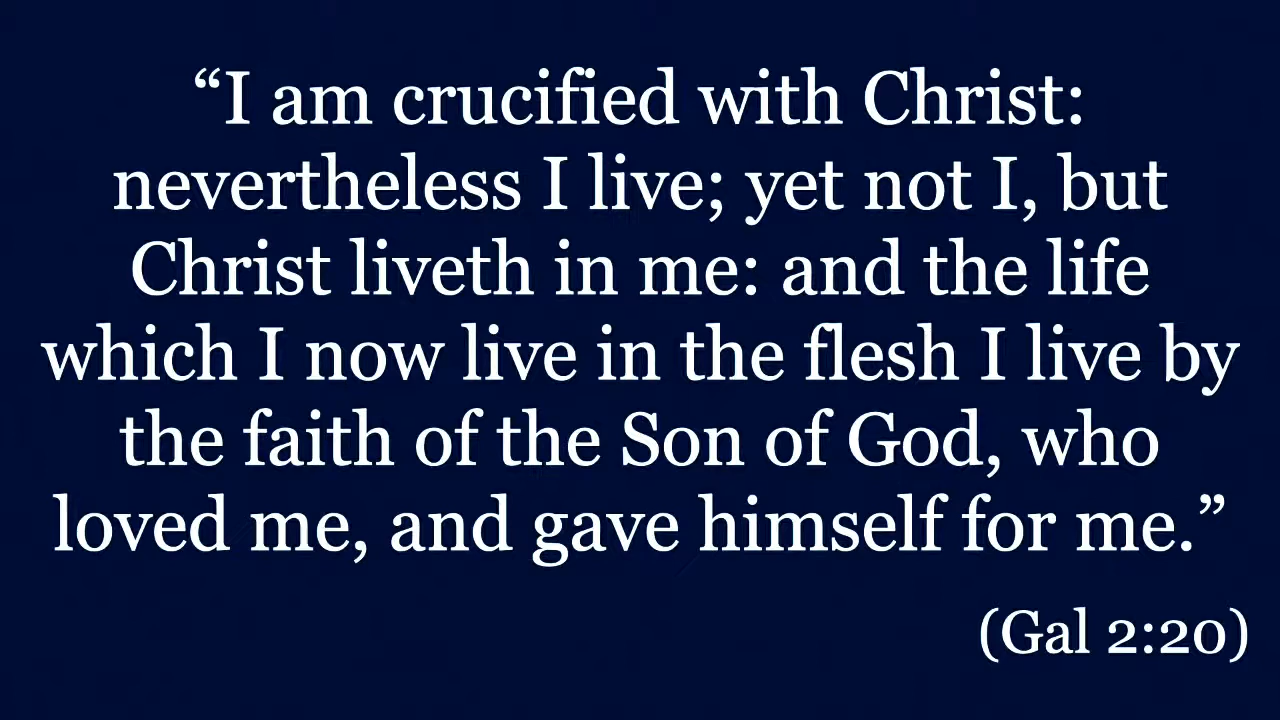 “I am crucified with Christ:
nevertheless I live; yet not I, but
Christ liveth in me: and the life
which I now live in the flesh I live by
the faith of the Son of God, who
loved me, and gave himself for me.”
(Gal 2:20)